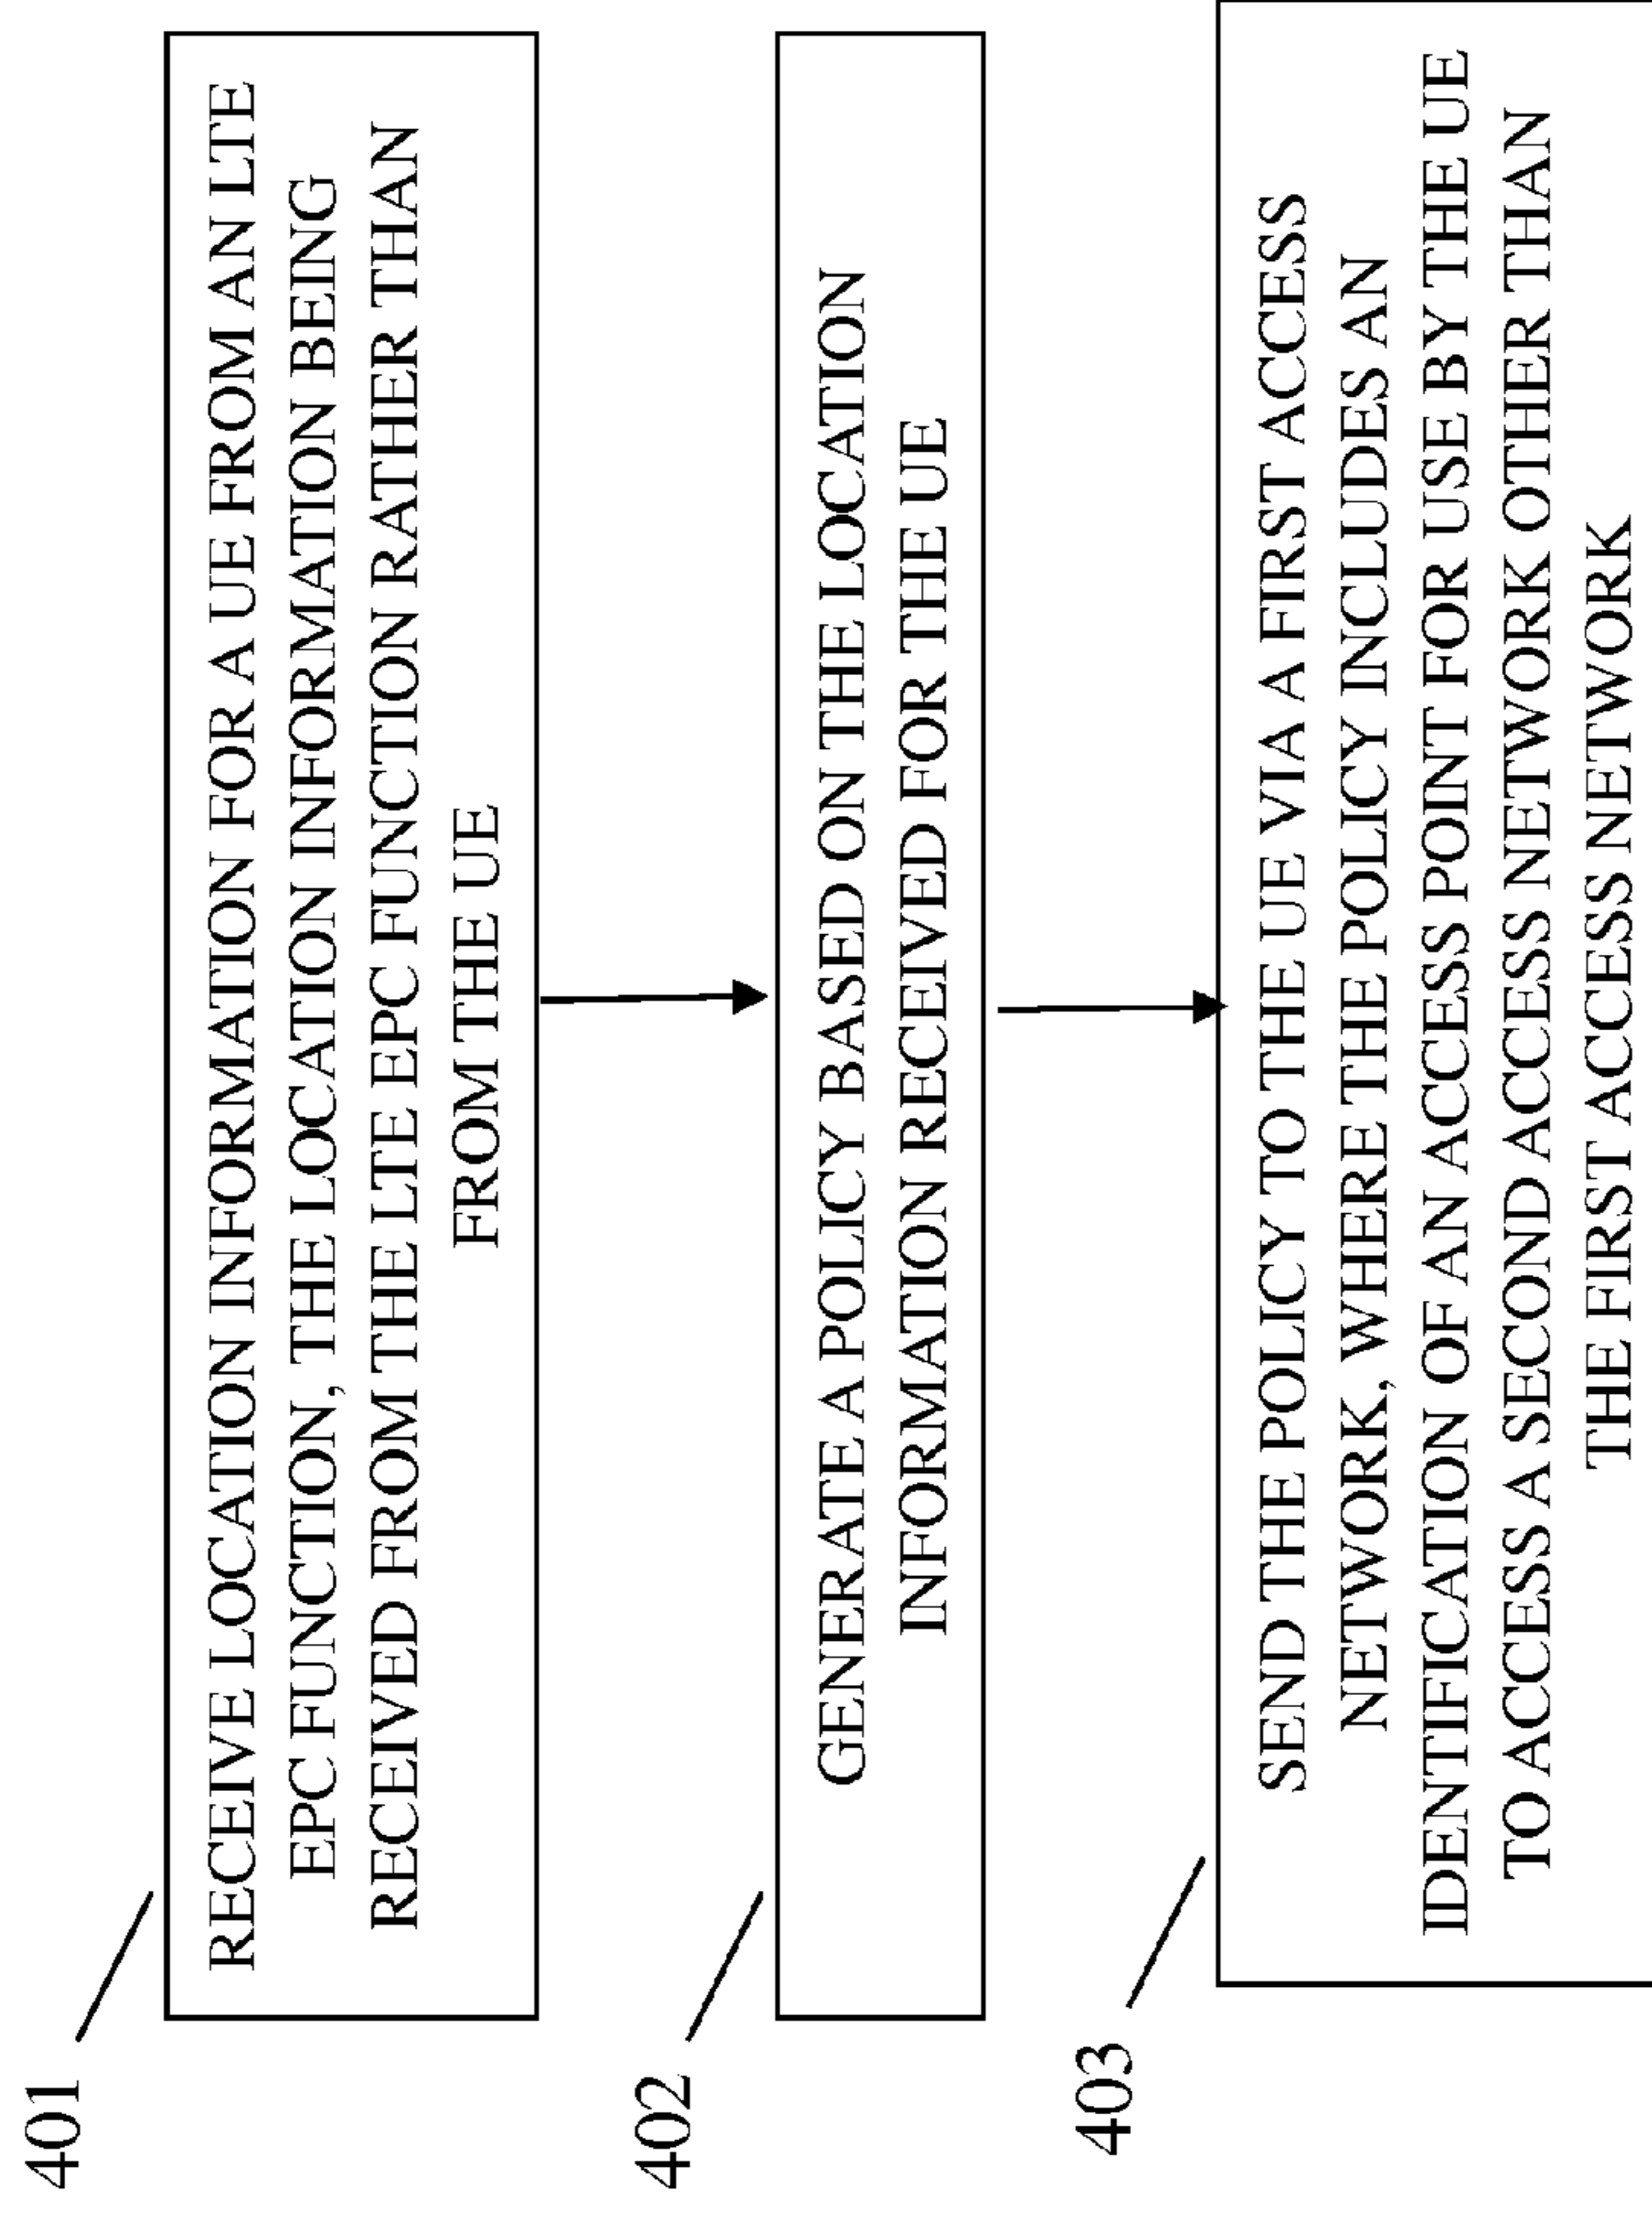 401
RECEIVE LOCATION INFORMATION FOR A UE FROM AN LTE
EPC FUNCTION, THE LOCATION INFORMATION BEING
RECEIVED FROM THE LTE EPC FUNCTION RATHER THAN
FROM THE UE
402
GENERATE A POLICY BASED ON THE LOCATION
INFORMATION RECEIVED FOR THE UE
403
SEND THE POLICY TO THE UE VIA A FIRST ACCESS
NETWORK, WHERE THE POLICY INCLUDES AN
IDENTIFICATION OF AN ACCESS POINT FOR USE BY THE UE
TO ACCESS A SECOND ACCESS NETWORK OTHER THAN
THE FIRST ACCESS NETWORK